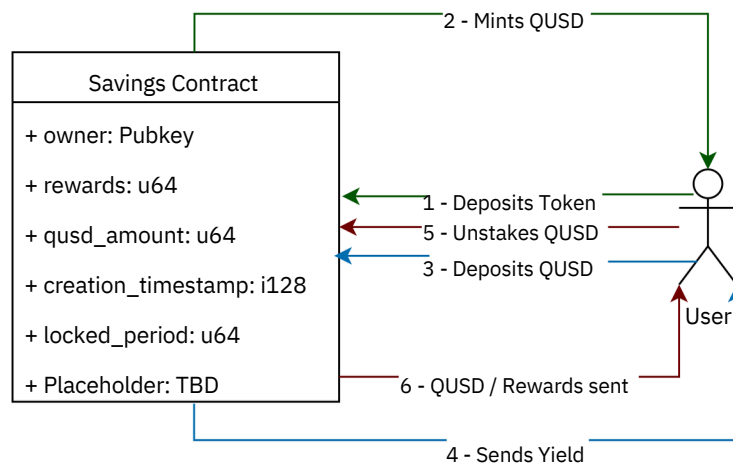 2 - Mints QUSD
Savings Contract
+ owner: Pubkey
+ rewards: u64
+ qusd_amount: u64
+ creation_timestamp: i128
+ locked_period: u64
+ Placeholder: TBD
1 - Deposits Token
5 - Unstakes QUSD
3 - Deposits QUSD
User
6 - QUSD / Rewards sent
4 - Sends Yield